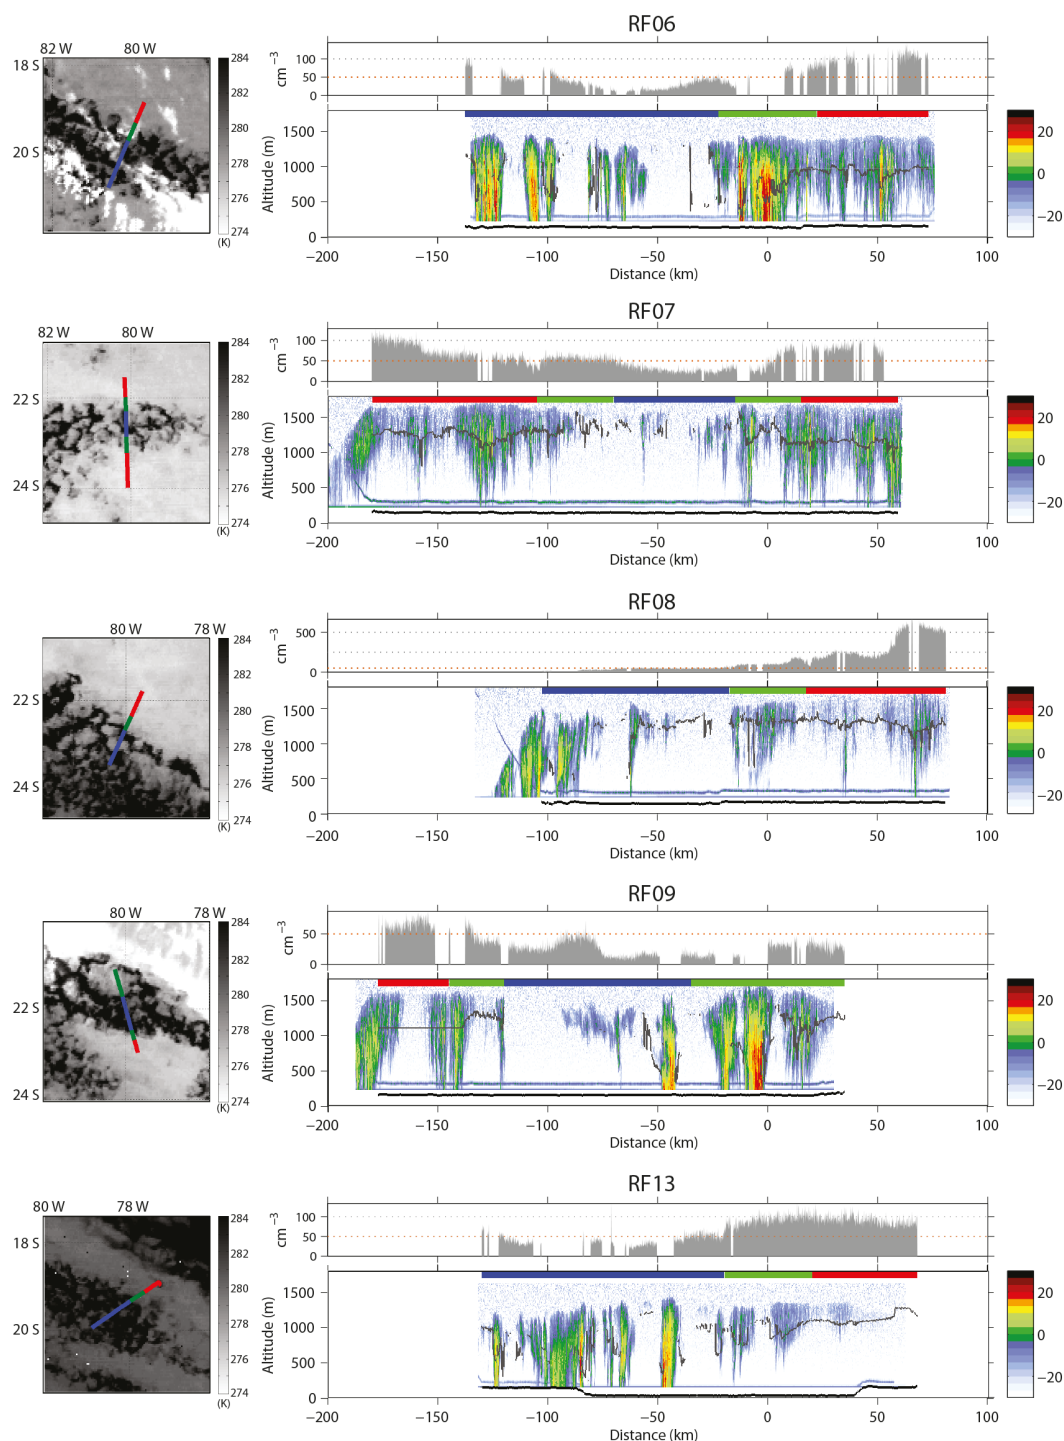 RF06
82 W 80 W
18 S
20 S
284
282
280
278
276
274
(K)
cm−3
100
50
0
Altitude (m)
1500
1000
500
0
20
0
−20
−200 −150 −100 −50 0 50 100
Distance (km)
RF07
82 W 80 W
22 S
24 S
284
282
280
278
276
274
(K)
cm−3
100
50
0
Altitude (m)
1500
1000
500
0
20
0
−20
−200 −150 −100 −50 0 50 100
Distance (km)
RF08
80 W 78 W
22 S
24 S
284
282
280
278
276
274
(K)
cm−3
500
0
Altitude (m)
1500
1000
500
0
20
0
−20
−200 −150 −100 −50 0 50 100
Distance (km)
RF09
80 W 78 W
22 S
24 S
284
282
280
278
276
274
(K)
cm−3
50
0
Altitude (m)
1500
1000
500
0
20
0
−20
−200 −150 −100 −50 0 50 100
Distance (km)
RF13
80 W 78 W
18 S
20 S
284
282
280
278
276
274
(K)
cm−3
100
50
0
Altitude (m)
1500
1000
500
0
20
0
−20
−200 −150 −100 −50 0 50 100
Distance (km)